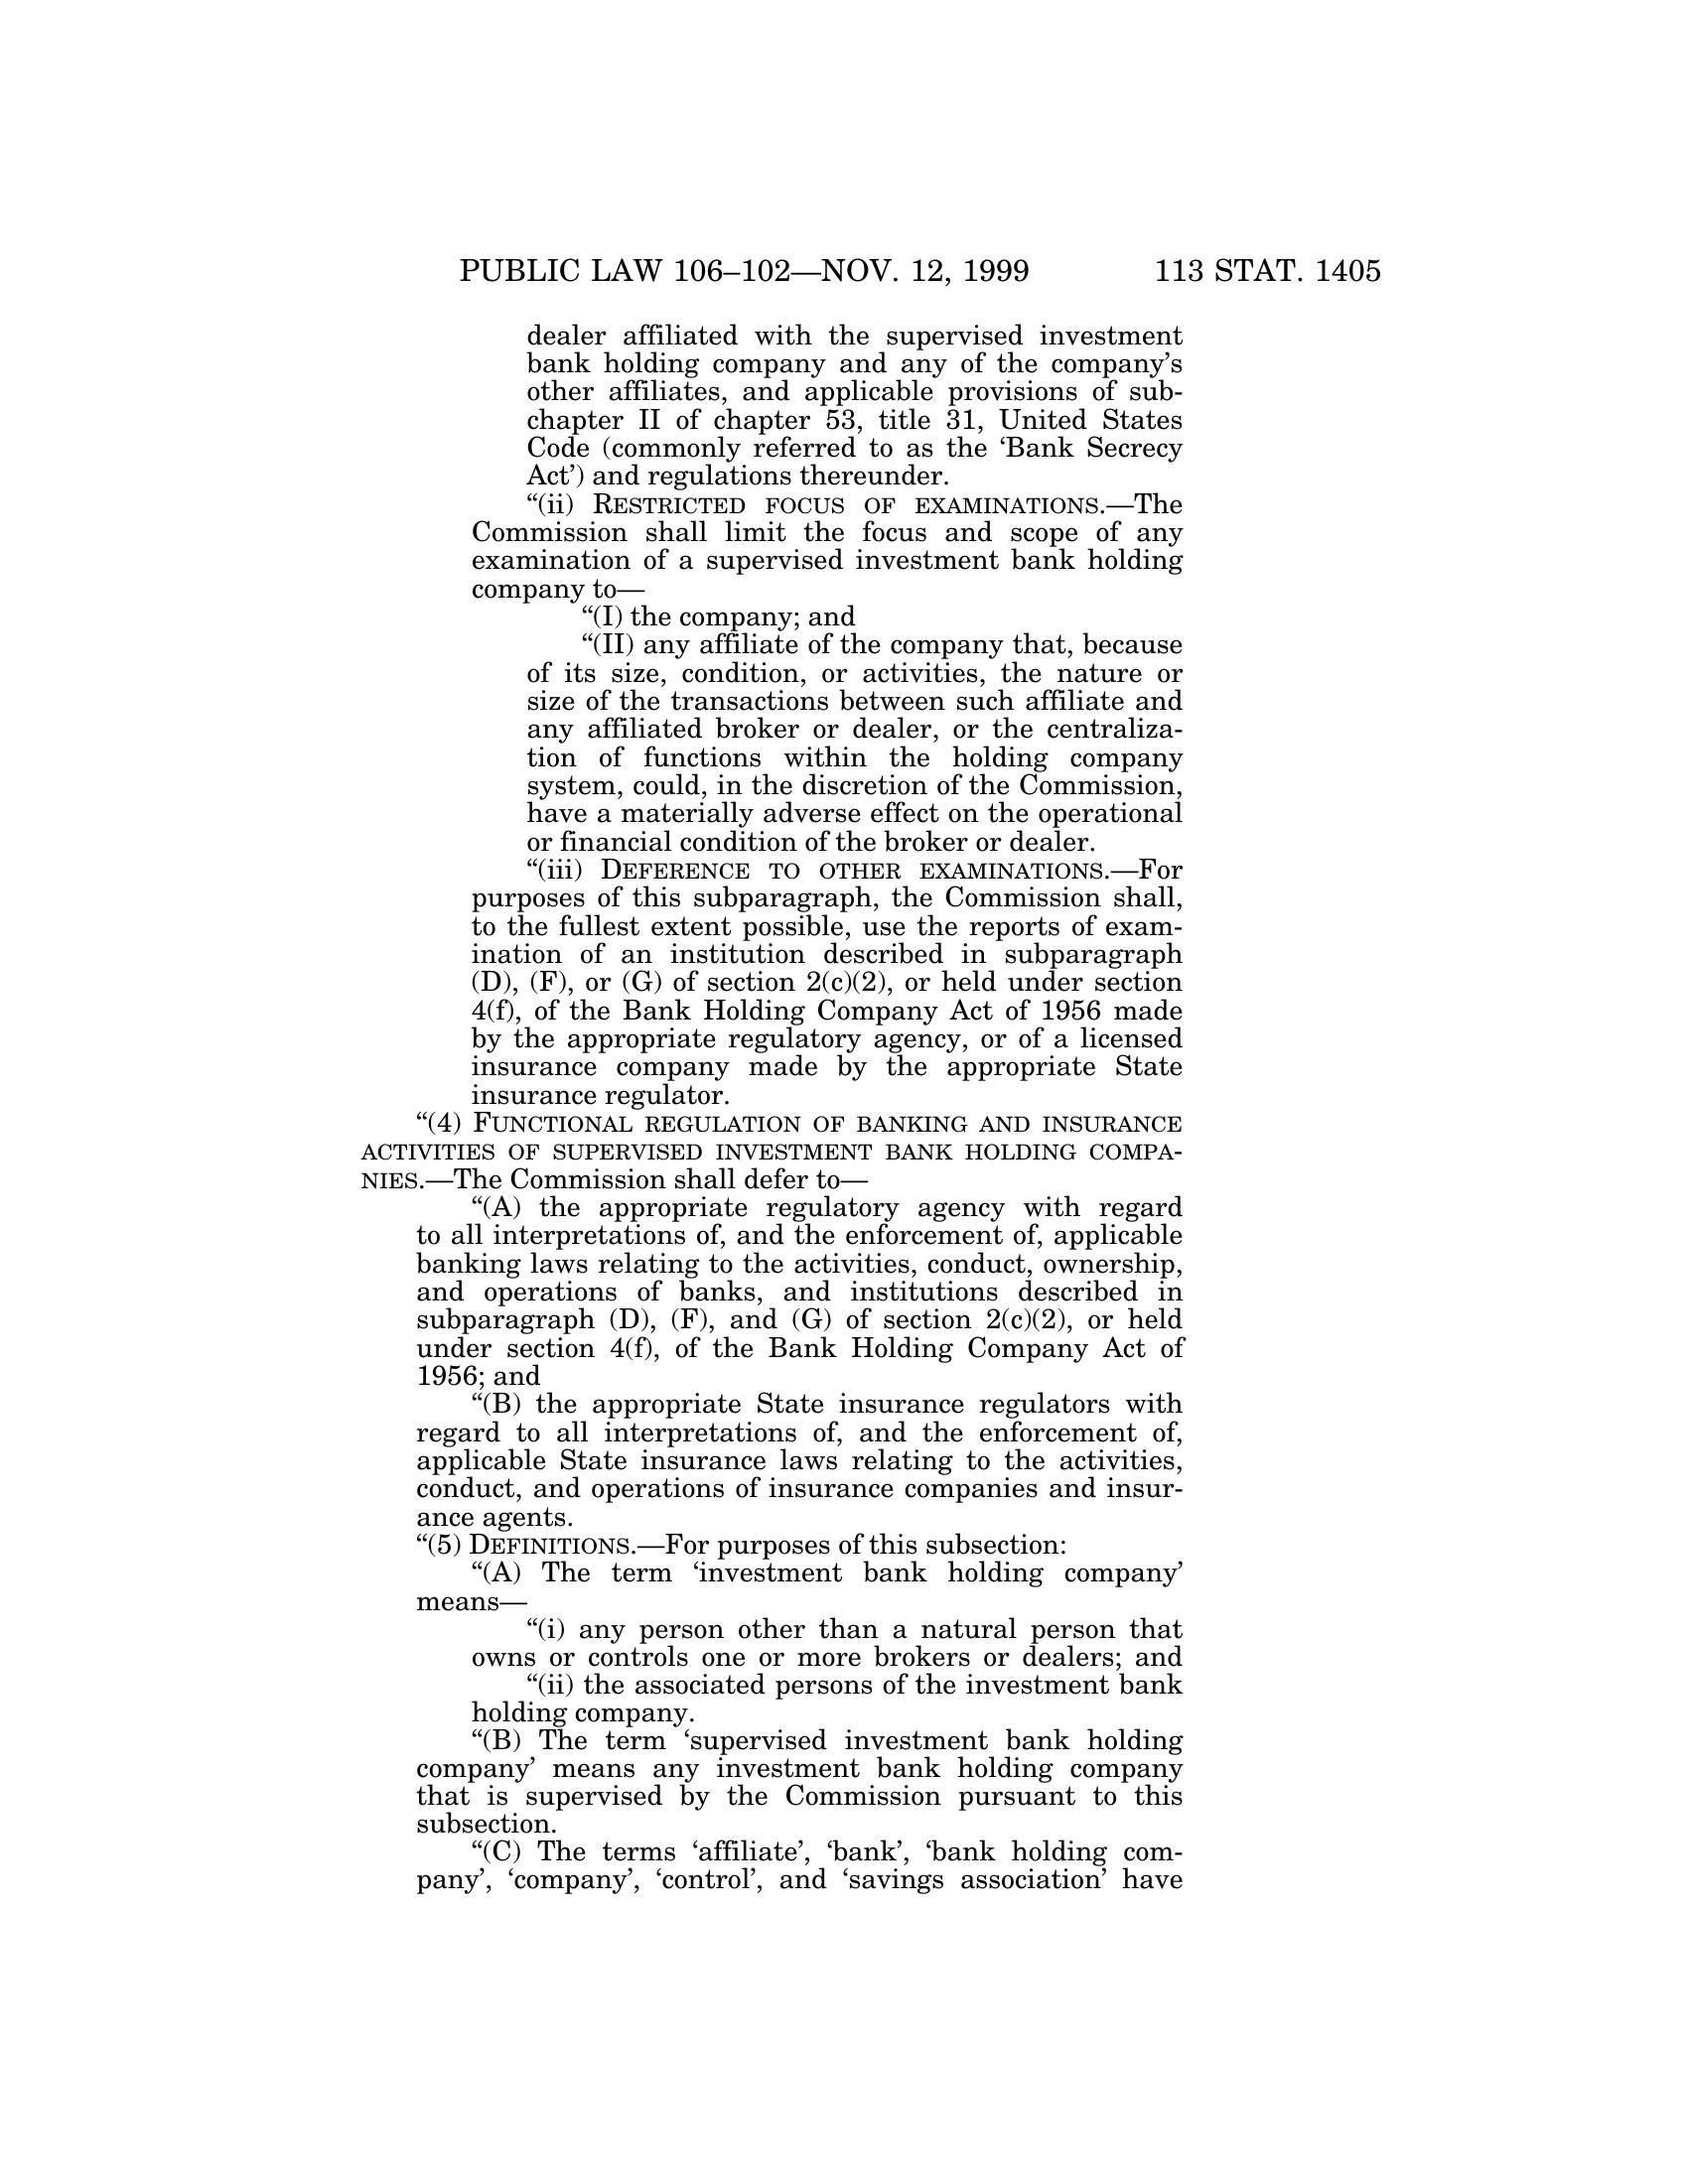 PUBLIC LAW 106–102—NOV. 12, 1999 113 STAT. 1405
dealer affiliated with the supervised investment
bank holding company and any of the company’s
other affiliates, and applicable provisions of sub-
chapter II of chapter 53, title 31, United States
Code (commonly referred to as the ‘Bank Secrecy
Act’) and regulations thereunder.
“(ii) RESTRICTED FOCUS OF EXAMINATIONS.—The
Commission shall limit the focus and scope of any
examination of a supervised investment bank holding
company to—
“(I) the company; and
“(II) any affiliate of the company that, because
of its size, condition, or activities, the nature or
size of the transactions between such affiliate and
any affiliated broker or dealer, or the centraliza-
tion of functions within the holding company
system, could, in the discretion of the Commission,
have a materially adverse effect on the operational
or financial condition of the broker or dealer.
“(iii) DEFERENCE TO OTHER EXAMINATIONS.—For
purposes of this subparagraph, the Commission shall,
to the fullest extent possible, use the reports of exam-
ination of an institution described in subparagraph
(D), (F), or (G) of section 2(c)(2), or held under section
4(f), of the Bank Holding Company Act of 1956 made
by the appropriate regulatory agency, or of a licensed
insurance company made by the appropriate State
insurance regulator.
“(4) FUNCTIONAL REGULATION OF BANKING AND INSURANCE
ACTIVITIES OF SUPERVISED INVESTMENT BANK HOLDING COMPA-
NIES.—The Commission shall defer to—
“(A) the appropriate regulatory agency with regard
to all interpretations of, and the enforcement of, applicable
banking laws relating to the activities, conduct, ownership,
and operations of banks, and institutions described in
subparagraph (D), (F), and (G) of section 2(c)(2), or held
under section 4(f), of the Bank Holding Company Act of
1956; and
“(B) the appropriate State insurance regulators with
regard to all interpretations of, and the enforcement of,
applicable State insurance laws relating to the activities,
conduct, and operations of insurance companies and insur-
ance agents.
“(5) DEFINITIONS.—For purposes of this subsection:
“(A) The term ‘investment bank holding company’
means—
“(i) any person other than a natural person that
owns or controls one or more brokers or dealers; and
“(ii) the associated persons of the investment bank
holding company.
“(B) The term ‘supervised investment bank holding
company’ means any investment bank holding company
that is supervised by the Commission pursuant to this
subsection.
“(C) The terms ‘affiliate’, ‘bank’, ‘bank holding com-
pany’, ‘company’, ‘control’, and ‘savings association’ have